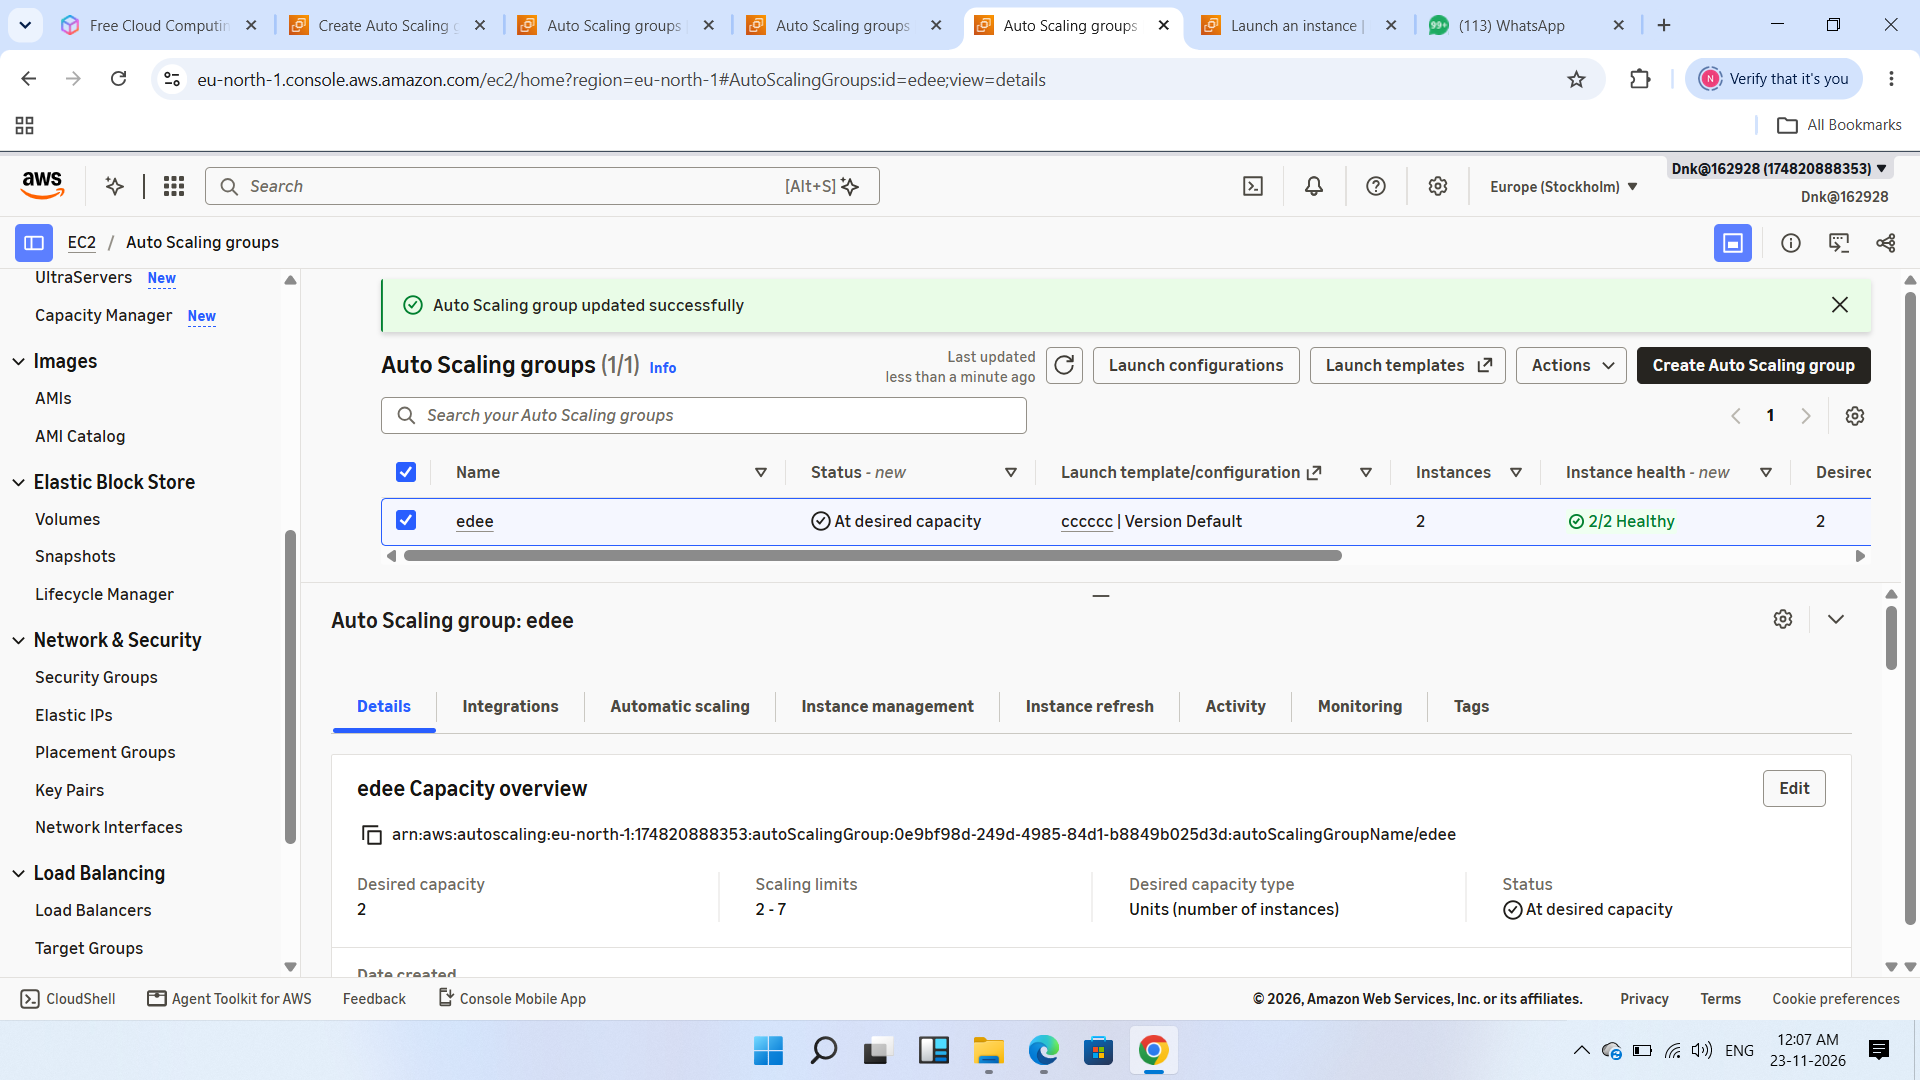 Free Cloud Computin
Create Auto Scaling g
Auto Scaling groups
Auto Scaling groups
Auto Scaling groups
Launch an instance |
(113) WhatsApp
eu-north-1.console.aws.amazon.com/ec2/home?region=eu-north-1#AutoScalingGroups:id=edee;view=details
N
Verify that it's you
All Bookmarks
aws
Search
[Alt+S]
Europe (Stockholm)
Dnk@162928 (174820888353)
Dnk@162928
EC2 / Auto Scaling groups
UltraServers New
Capacity Manager New
Images
AMIs
AMI Catalog
Elastic Block Store
Volumes
Snapshots
Lifecycle Manager
Network & Security
Security Groups
Elastic IPs
Placement Groups
Key Pairs
Network Interfaces
Load Balancing
Load Balancers
Target Groups
Auto Scaling group updated successfully
Auto Scaling groups (1/1) Info
Last updated
less than a minute ago
Launch configurations
Launch templates
Actions
Create Auto Scaling group
Search your Auto Scaling groups
1
Name Status - new Launch template/configuration Instances Instance health - new Desired
edee At desired capacity cccccc | Version Default 2 2/2 Healthy 2
Auto Scaling group: edee
Details Integrations Automatic scaling Instance management Instance refresh Activity Monitoring Tags
edee Capacity overview
Edit
arn:aws:autoscaling:eu-north-1:174820888353:autoScalingGroup:0e9bf98d-249d-4985-84d1-b8849b025d3d:autoScalingGroupName/edee
Desired capacity
2
Scaling limits
2 - 7
Desired capacity type
Units (number of instances)
Status
At desired capacity
Date created
CloudShell Agent Toolkit for AWS Feedback Console Mobile App
© 2026, Amazon Web Services, Inc. or its affiliates. Privacy Terms Cookie preferences
ENG
12:07 AM
23-11-2026